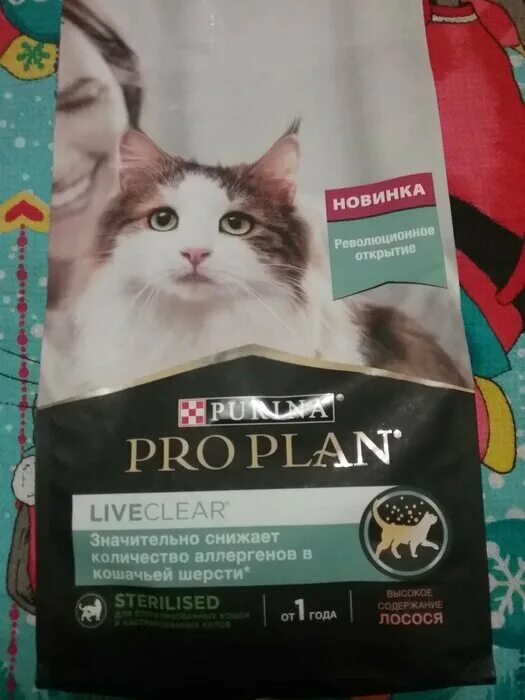 НОВИНКА
Революционное
открытие
PURINA®
PRO PLAN®
LIVECLEAR®
Значительно снижает
количество аллергенов в
кошачьей шерсти*
STERILISED
ДЛЯ СТЕРИЛИЗОВАННЫХ КОШЕК
И КАСТРИРОВАННЫХ КОТОВ
ОТ 1 ГОДА
ВЫСОКОЕ
СОДЕРЖАНИЕ
ЛОСОСЯ